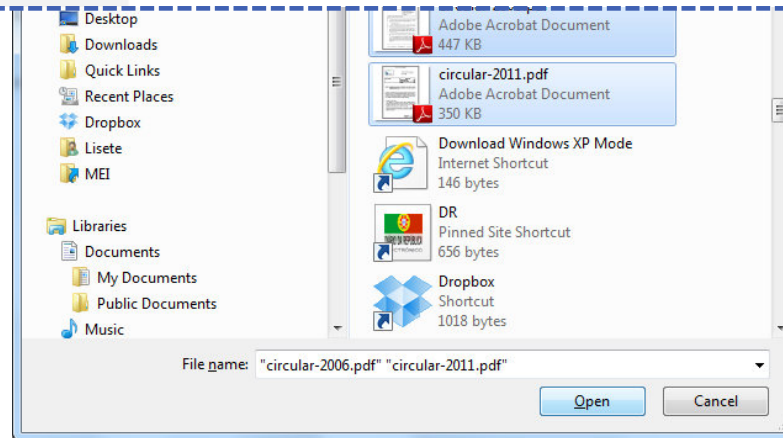 Desktop
Downloads
Quick Links
Recent Places
Dropbox
Lisete
MEI
Libraries
Documents
My Documents
Public Documents
Music
Adobe Acrobat Document
447 KB
circular-2011.pdf
Adobe Acrobat Document
350 KB
Download Windows XP Mode
Internet Shortcut
146 bytes
DR
Pinned Site Shortcut
656 bytes
Dropbox
Shortcut
1018 bytes
File name: "circular-2006.pdf" "circular-2011.pdf"
Open Cancel